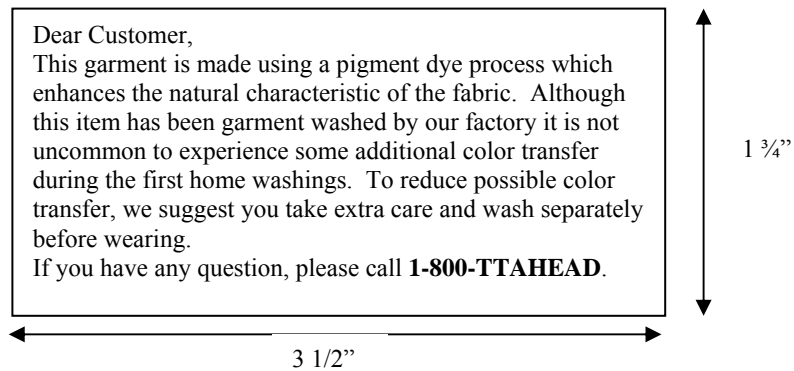 Dear Customer,
This garment is made using a pigment dye process which
enhances the natural characteristic of the fabric.  Although
this item has been garment washed by our factory it is not
uncommon to experience some additional color transfer
during the first home washings.  To reduce possible color
transfer, we suggest you take extra care and wash separately
before wearing.
If you have any question, please call 1-800-TTAHEAD.
1 ¾”
3 1/2”